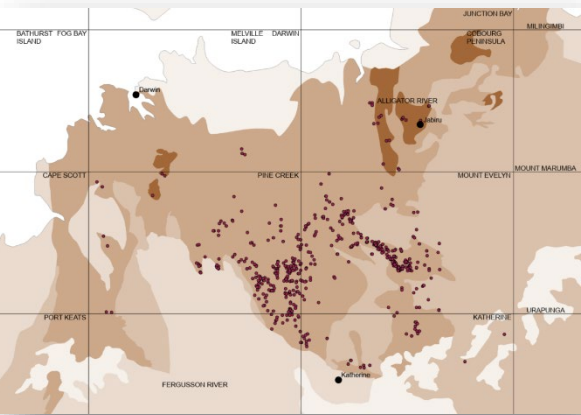 JUNCTION BAY
BATHURST FOG BAY
ISLAND
MELVILLE DARWIN
ISLAND
COBOURG
PENINSULA
MILINGIMBI
Darwin
ALLIGATOR RIVER
Jabiru
CAPE SCOTT
PINE CREEK
MOUNT EVELYN
MOUNT MARUMBA
PORT KEATS
KATHERINE
URAPUNGA
FERGUSSON RIVER
Katherine